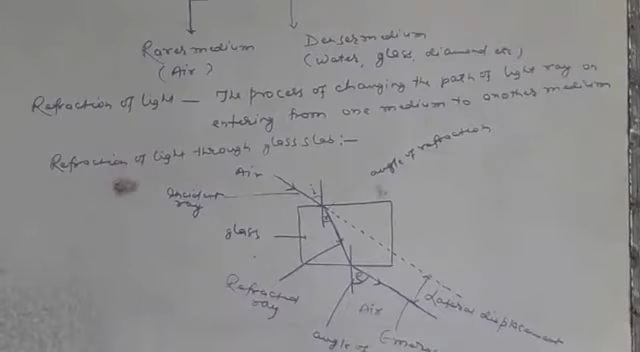 Rarer medium
(Air)
Denser medium
(Water, glass, diamond etc)
Refraction of light — The process of changing the path of light ray on
entering from one medium to another medium
Refraction of light through glass slab:—
angle of refraction
Air
i
Incident
ray
r
glass
Refracted
ray
e
Air
Lateral displacement
angle of